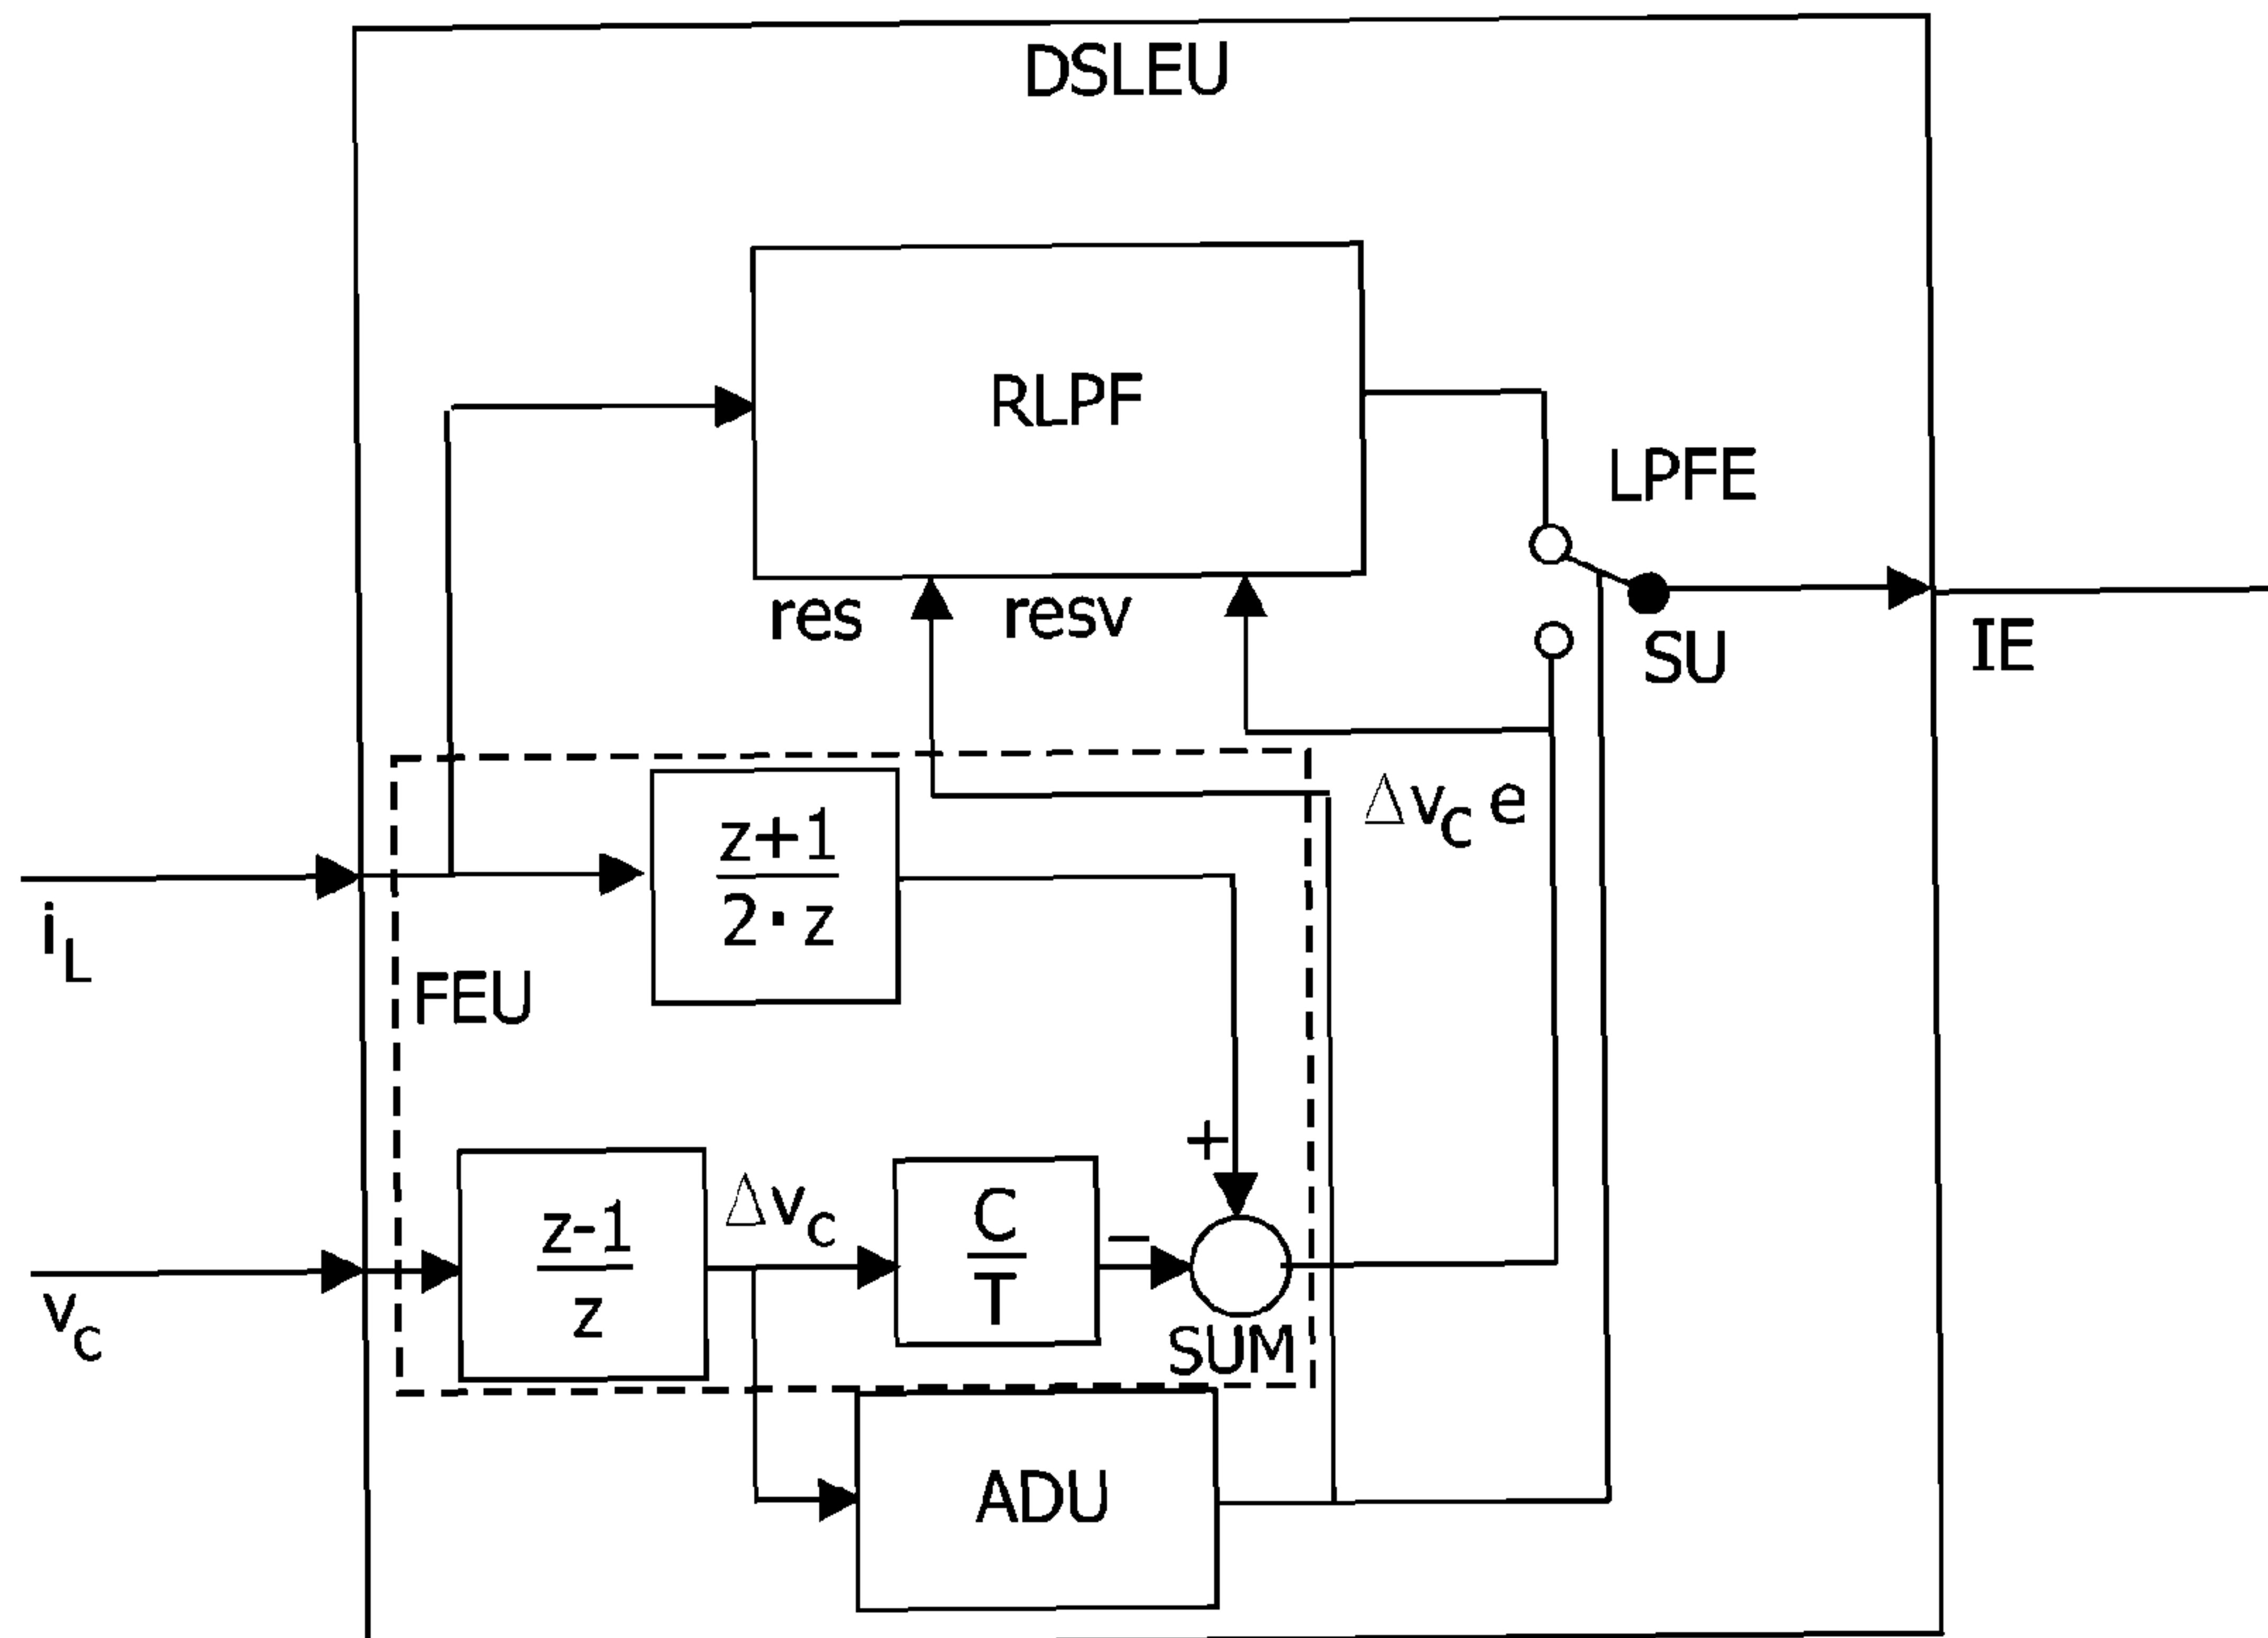 DSLEU
RLPF
LPFE
res
resv
SU
IE
Δv_C e
z+1
2·z
i_L
FEU
+
z-1
z
Δv_C
C
T
−
v_C
SUM
ADU